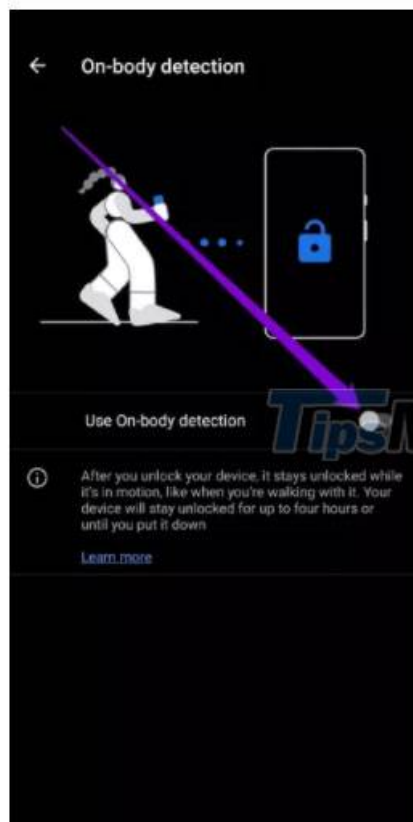 On-body detection
Use On-body detection
After you unlock your device, it stays unlocked while
it's in motion, like when you're walking with it. Your
device will stay unlocked for up to four hours or
until you put it down
Learn more